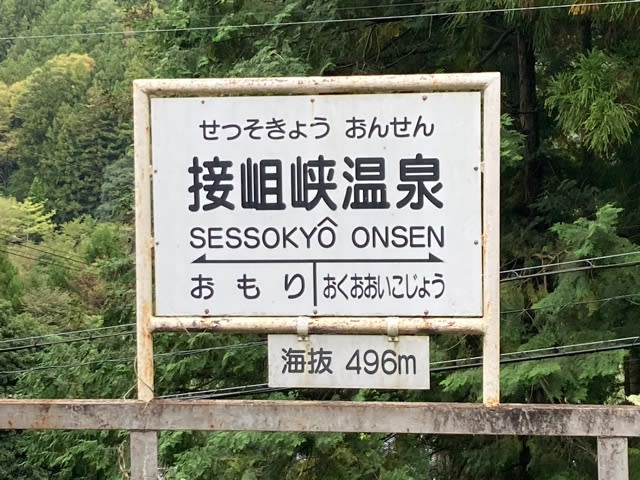 せっそきょう おんせん
接岨峡温泉
SESSOKYÔ ONSEN
おもり おくおおいこじょう
海抜 496m